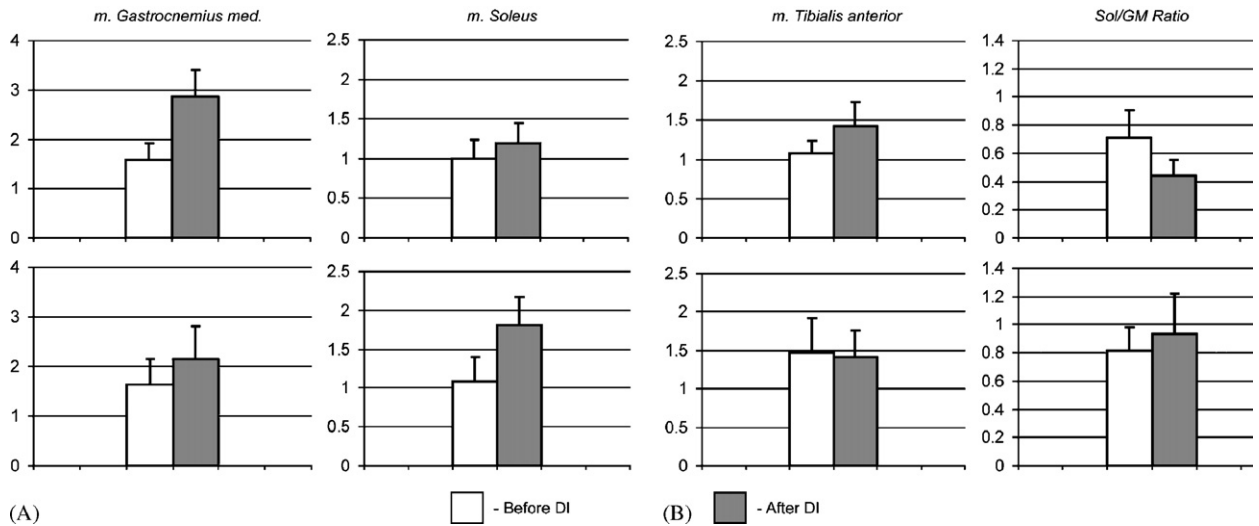 m. Gastrocnemius med. m. Soleus m. Tibialis anterior Sol/GM Ratio
4 2.5 2.5 1.4
1.2
3 2 2 1
1.5 1.5 0.8
2
1 1 0.6
1 0.4
0.5 0.5 0.2
0 0 0 0
4 2.5 2.5 1.4
1.2
3 2 2 1
1.5 1.5 0.8
2
1 1 0.6
1 0.4
0.5 0.5 0.2
0 0 0 0
(A) - Before DI (B) - After DI